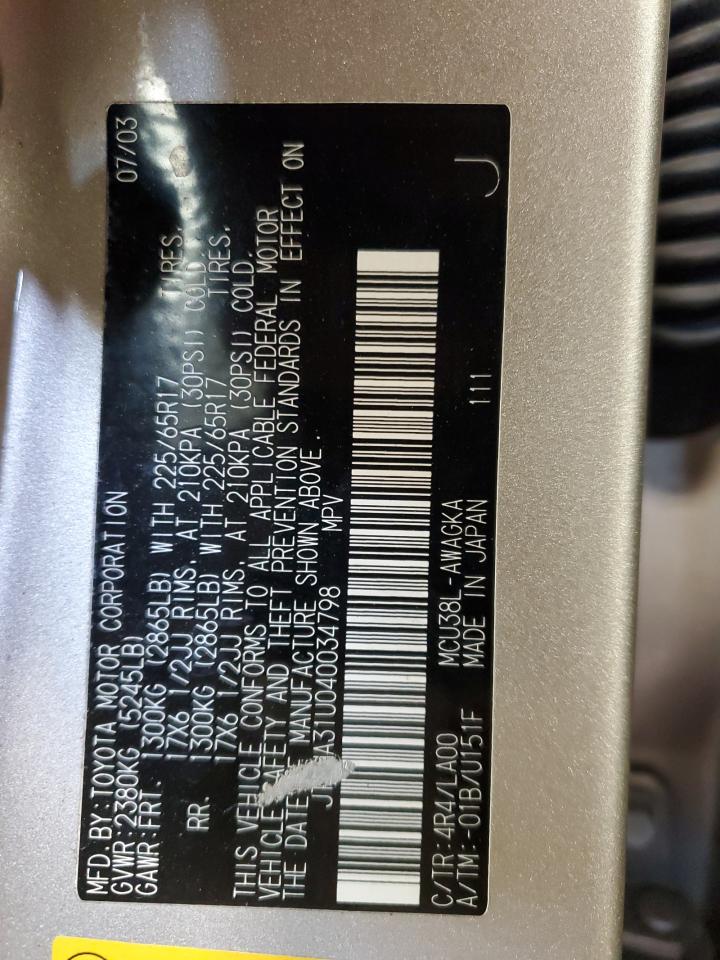 MFD. BY: TOYOTA MOTOR CORPORATION 07/03
GVWR: 2380KG (5245LB)
GAWR: FRT. 1300KG (2865LB) WITH 225/65R17 TIRES,
17X6 1/2JJ RIMS, AT 210KPA (30PSI) COLD.
RR. 1300KG (2865LB) WITH 225/65R17 TIRES,
17X6 1/2JJ RIMS, AT 210KPA (30PSI) COLD.
THIS VEHICLE CONFORMS TO ALL APPLICABLE FEDERAL MOTOR
VEHICLE SAFETY AND THEFT PREVENTION STANDARDS IN EFFECT ON
THE DATE MANUFACTURE SHOWN ABOVE.
MPV
C/TR: 4R4/LA00 MCU38L-AWAGKA
A/TM: -01B/U151F MADE IN JAPAN 111 J